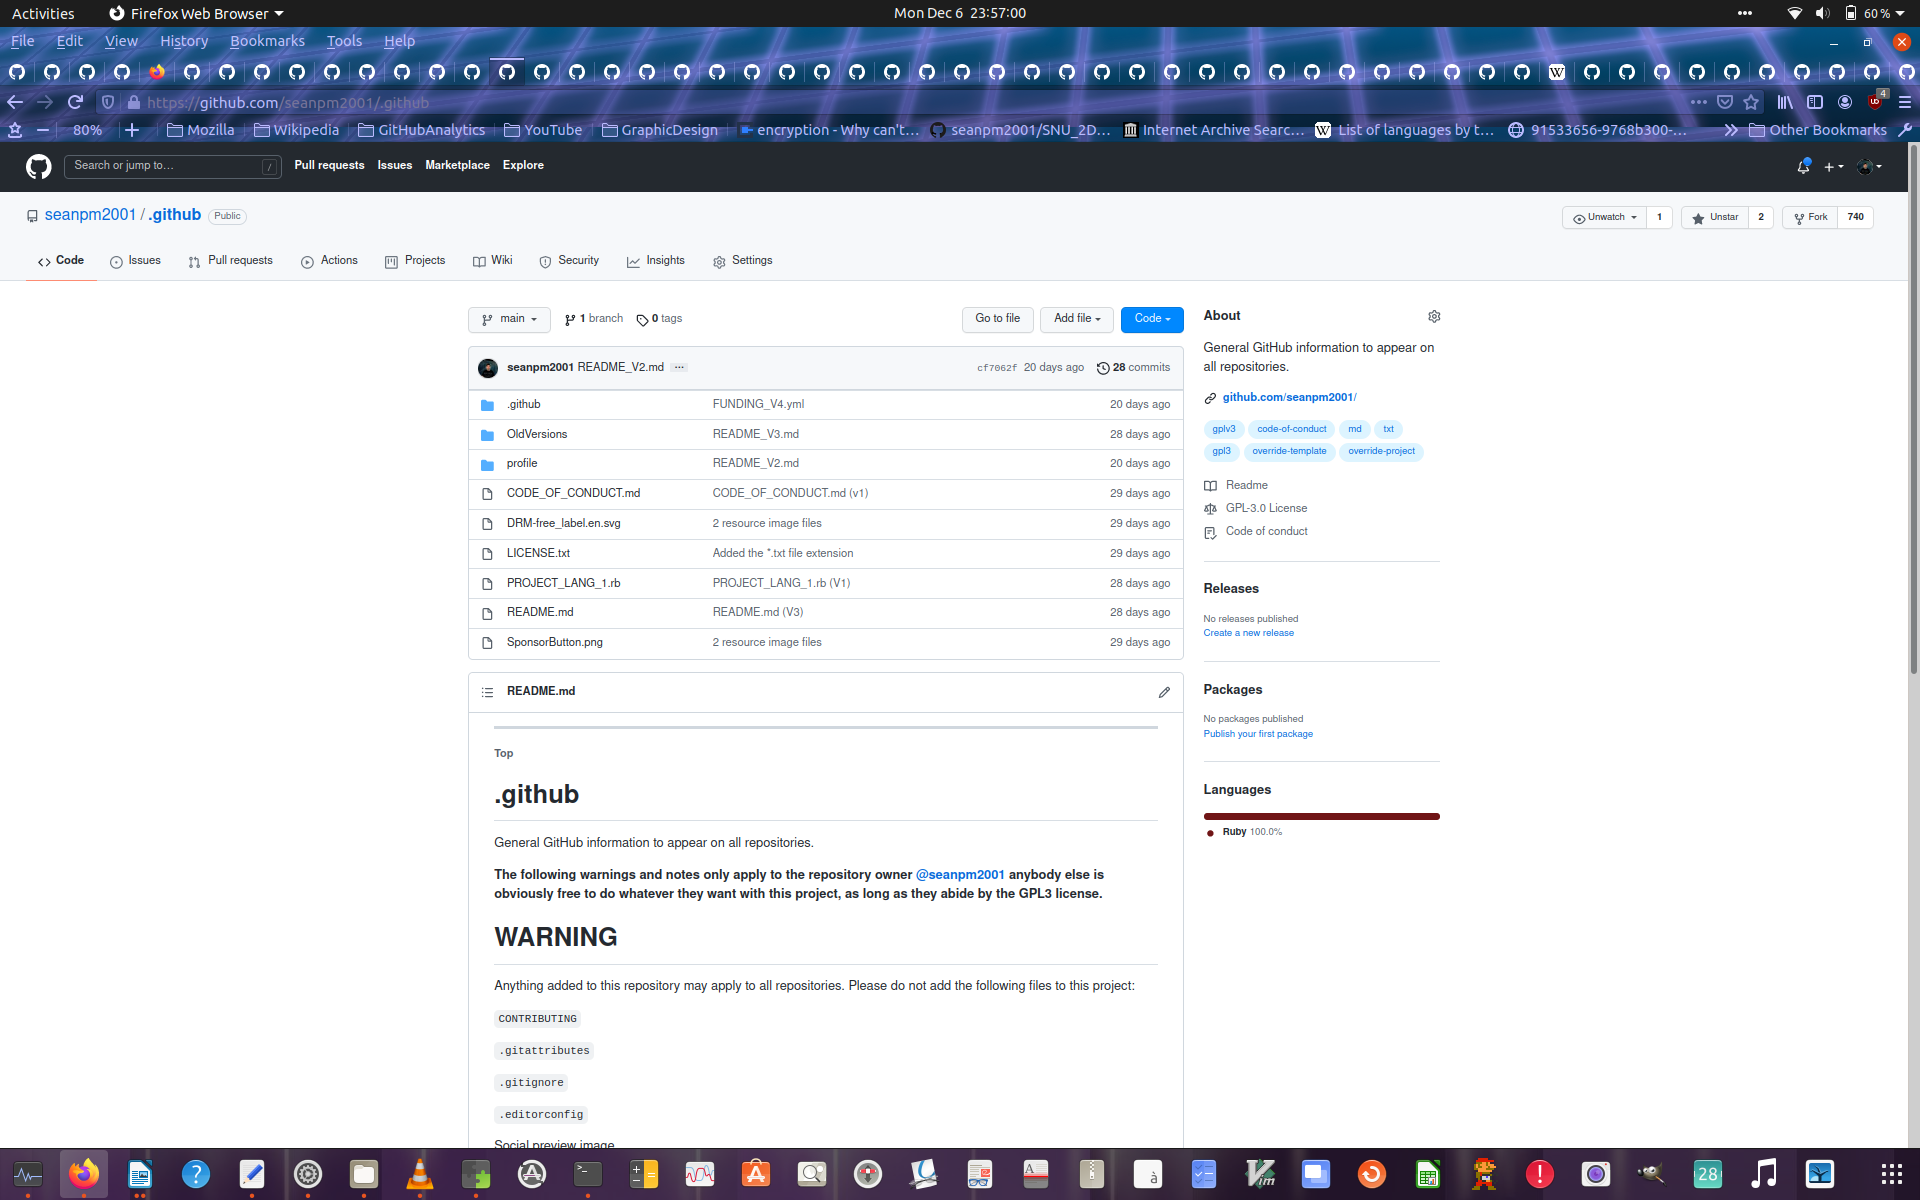 Activities Firefox Web Browser Mon Dec 6 23:57:00 60 %
File Edit View History Bookmarks Tools Help
https://github.com/seanpm2001/.github 4
80% Mozilla Wikipedia GitHubAnalytics YouTube GraphicDesign encryption - Why can't... seanpm2001/SNU_2D... Internet Archive Searc... List of languages by t... 91533656-9768b300-... Other Bookmarks
Search or jump to... / Pull requests Issues Marketplace Explore
seanpm2001 / .github Public Unwatch 1 Unstar 2 Fork 740
Code Issues Pull requests Actions Projects Wiki Security Insights Settings
main 1 branch 0 tags Go to file Add file Code
seanpm2001 README_V2.md ... cf7062f 20 days ago 28 commits
.github FUNDING_V4.yml 20 days ago
OldVersions README_V3.md 28 days ago
profile README_V2.md 20 days ago
CODE_OF_CONDUCT.md CODE_OF_CONDUCT.md (v1) 29 days ago
DRM-free_label.en.svg 2 resource image files 29 days ago
LICENSE.txt Added the *.txt file extension 29 days ago
PROJECT_LANG_1.rb PROJECT_LANG_1.rb (V1) 28 days ago
README.md README.md (V3) 28 days ago
SponsorButton.png 2 resource image files 29 days ago
README.md
Top
.github
General GitHub information to appear on all repositories.
The following warnings and notes only apply to the repository owner @seanpm2001 anybody else is
obviously free to do whatever they want with this project, as long as they abide by the GPL3 license.
WARNING
Anything added to this repository may apply to all repositories. Please do not add the following files to this project:
CONTRIBUTING
.gitattributes
.gitignore
.editorconfig
Social preview image
About
General GitHub information to appear on
all repositories.
github.com/seanpm2001/
gplv3 code-of-conduct md txt
gpl3 override-template override-project
Readme
GPL-3.0 License
Code of conduct
Releases
No releases published
Create a new release
Packages
No packages published
Publish your first package
Languages
Ruby 100.0%
28